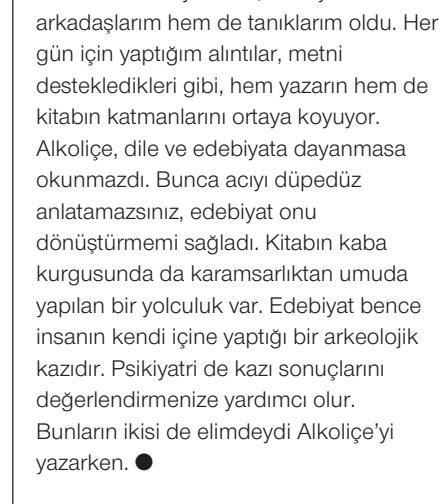 arkadaşlarım hem de tanıklarım oldu. Her
gün için yaptığım alıntılar, metni
destekledikleri gibi, hem yazarın hem de
kitabın katmanlarını ortaya koyuyor.
Alkoliçe, dile ve edebiyata dayanmasa
okunmazdı. Bunca acıyı düpedüz
anlatamazsınız, edebiyat onu
dönüştürmemi sağladı. Kitabın kaba
kurgusunda da karamsarlıktan umuda
yapılan bir yolculuk var. Edebiyat bence
insanın kendi içine yaptığı bir arkeolojik
kazıdır. Psikiyatri de kazı sonuçlarını
değerlendirmenize yardımcı olur.
Bunların ikisi de elimdeydi Alkoliçe’yi
yazarken. ●